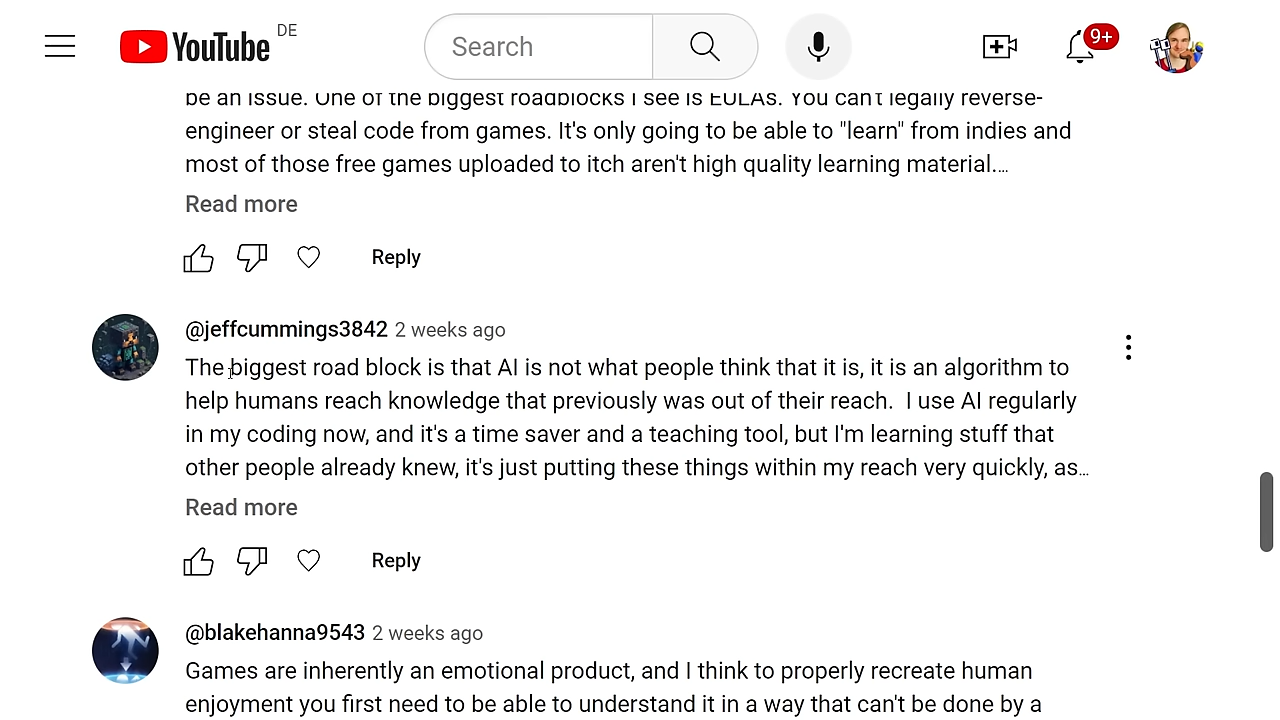 YouTube DE
Search
9+
be an issue. One of the biggest roadblocks I see is EULAs. You can't legally reverse-
engineer or steal code from games. It's only going to be able to "learn" from indies and
most of those free games uploaded to itch aren't high quality learning material....
Read more
Reply
@jeffcummings3842 2 weeks ago
The biggest road block is that AI is not what people think that it is, it is an algorithm to
help humans reach knowledge that previously was out of their reach.  I use AI regularly
in my coding now, and it's a time saver and a teaching tool, but I'm learning stuff that
other people already knew, it's just putting these things within my reach very quickly, as...
Read more
Reply
@blakehanna9543 2 weeks ago
Games are inherently an emotional product, and I think to properly recreate human
enjoyment you first need to be able to understand it in a way that can't be done by a